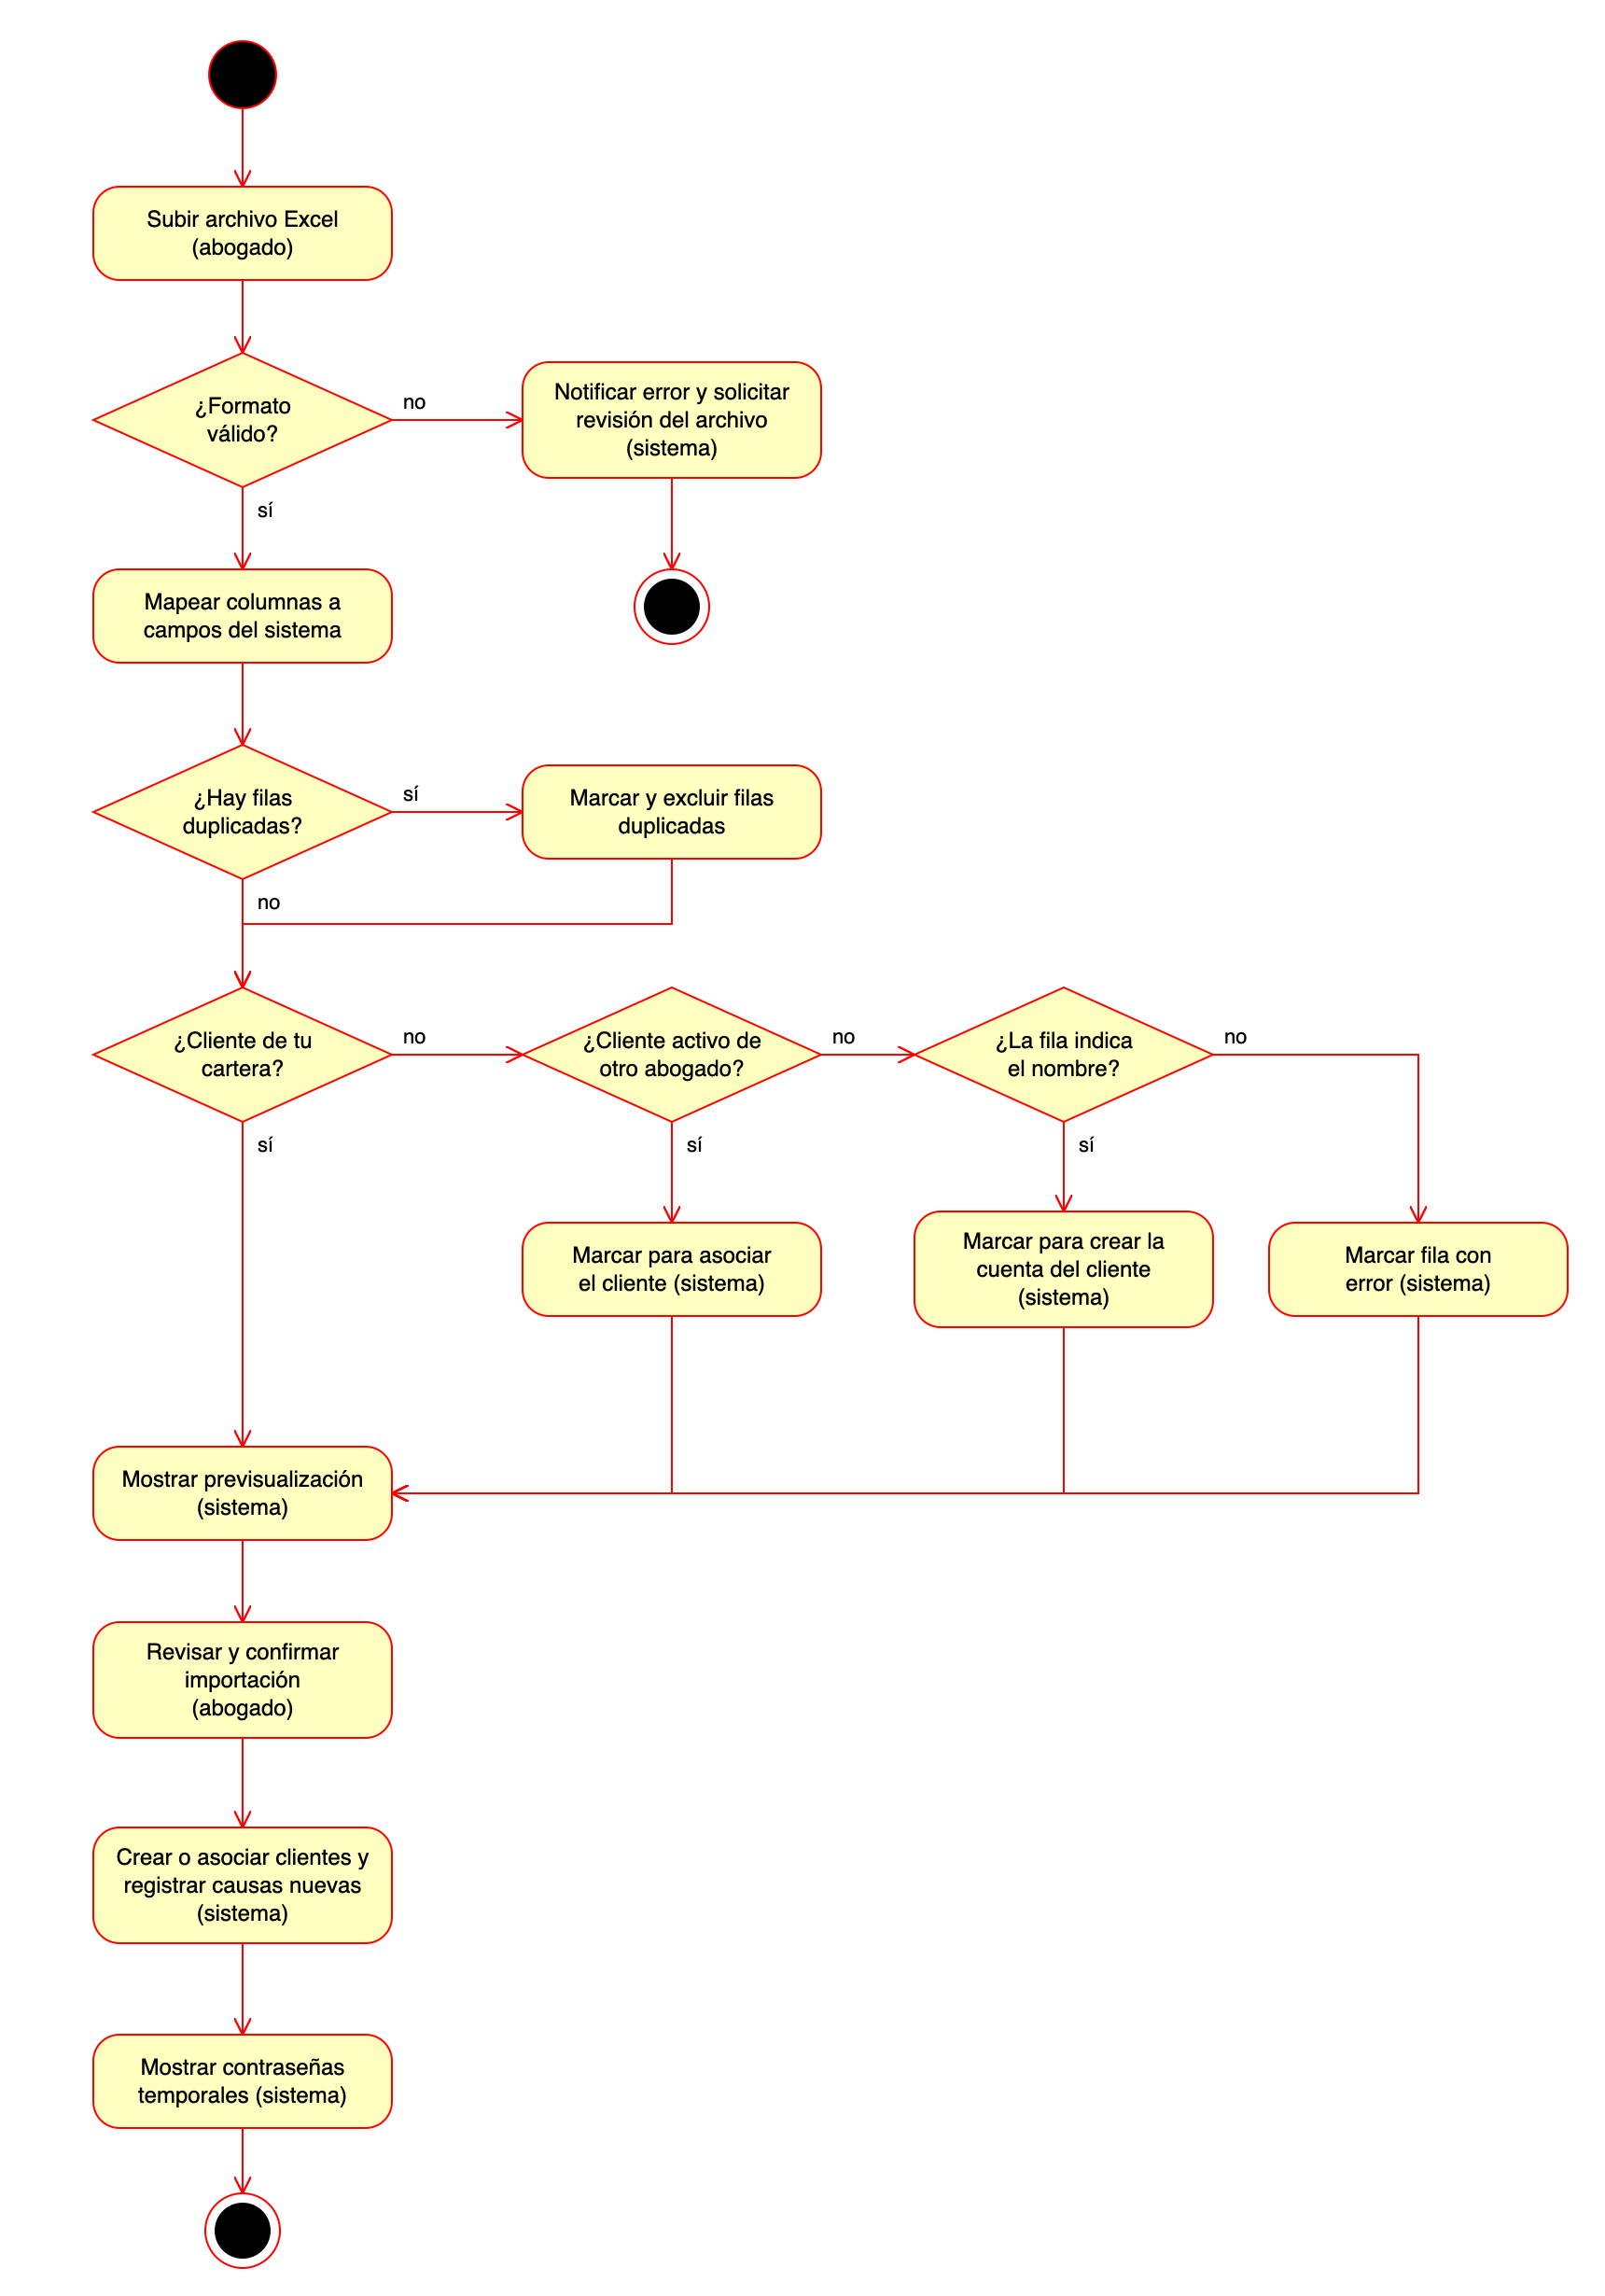 Subir archivo Excel
(abogado)
¿Formato
válido?
no
Notificar error y solicitar
revisión del archivo
(sistema)
sí
Mapear columnas a
campos del sistema
¿Hay filas
duplicadas?
sí
Marcar y excluir filas
duplicadas
no
¿Cliente de tu
cartera?
no
¿Cliente activo de
otro abogado?
no
¿La fila indica
el nombre?
no
sí
sí
sí
Marcar para asociar
el cliente (sistema)
Marcar para crear la
cuenta del cliente
(sistema)
Marcar fila con
error (sistema)
Mostrar previsualización
(sistema)
Revisar y confirmar
importación
(abogado)
Crear o asociar clientes y
registrar causas nuevas
(sistema)
Mostrar contraseñas
temporales (sistema)